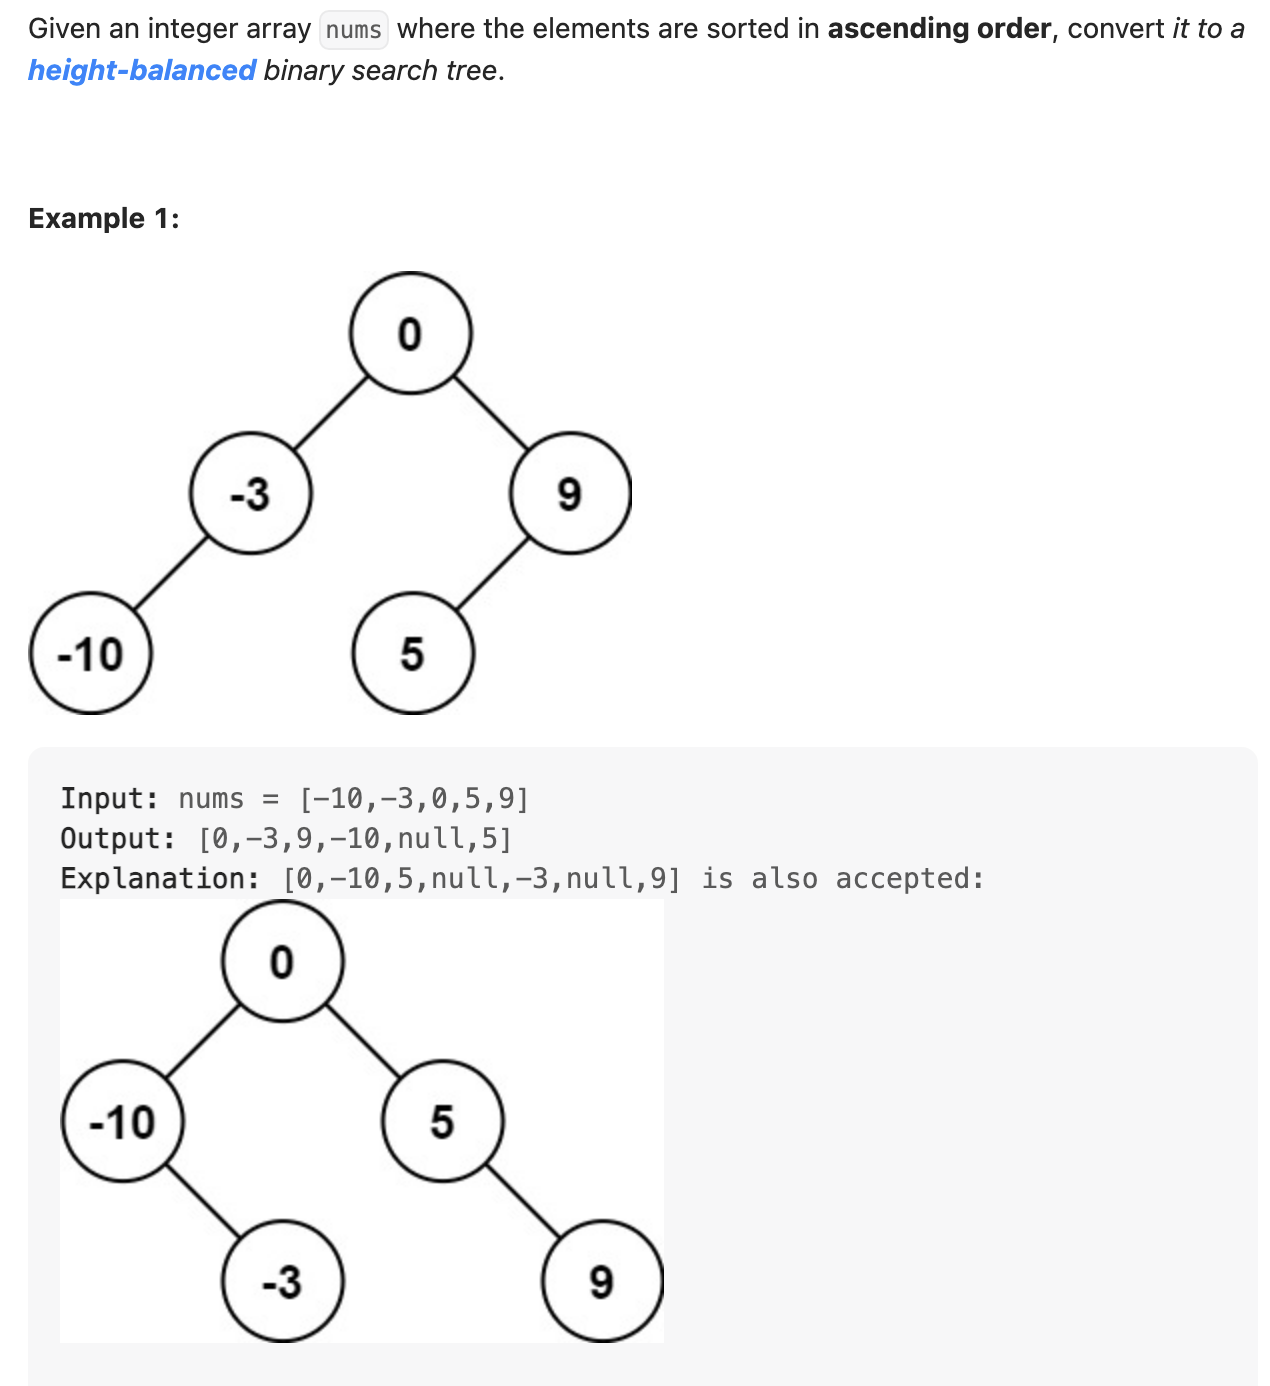 Given an integer array nums where the elements are sorted in ascending order, convert it to a
height-balanced binary search tree.
Example 1:
0
-3
9
-10
5
Input: nums = [-10,-3,0,5,9]
Output: [0,-3,9,-10,null,5]
Explanation: [0,-10,5,null,-3,null,9] is also accepted:
0
-10
5
-3
9